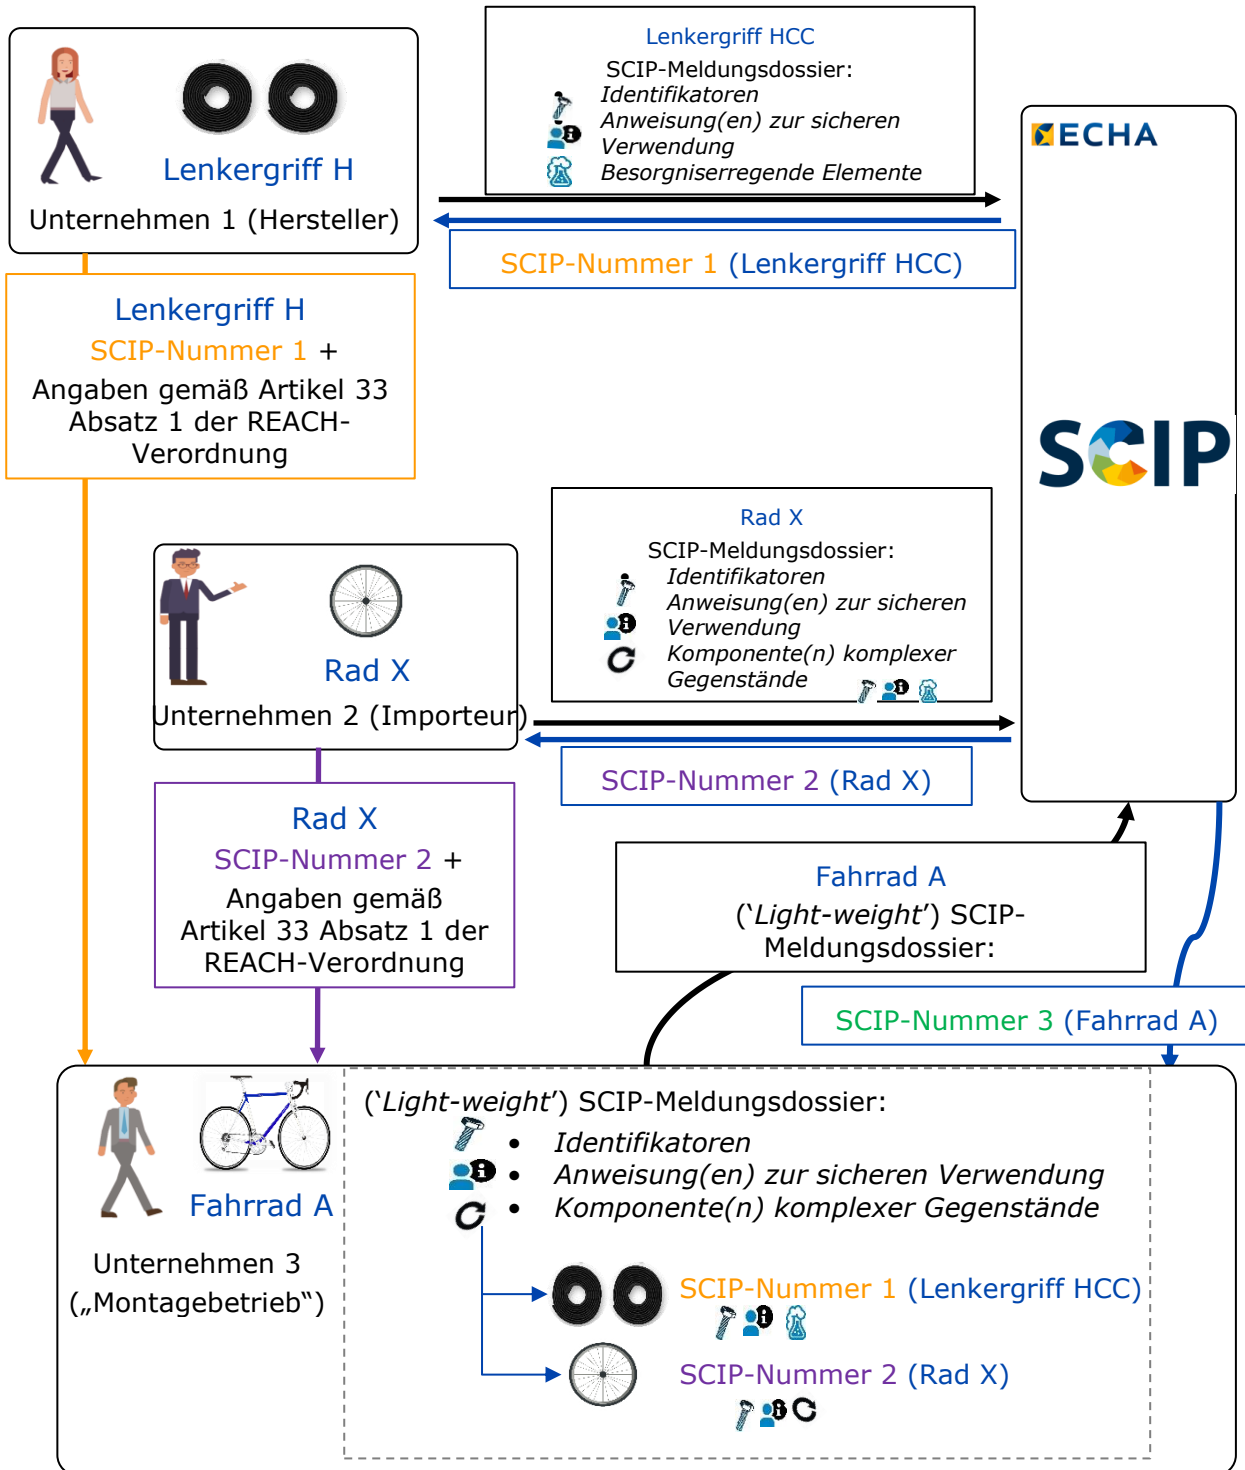 Lenkergriff H
Unternehmen 1 (Hersteller)
Lenkergriff HCC
SCIP-Meldungsdossier:
Identifikatoren
Anweisung(en) zur sicheren
Verwendung
Besorgniserregende Elemente
ECHA
SCIP
SCIP-Nummer 1 (Lenkergriff HCC)
Lenkergriff H
SCIP-Nummer 1 +
Angaben gemäß Artikel 33
Absatz 1 der REACH-
Verordnung
Rad X
Unternehmen 2 (Importeur)
Rad X
SCIP-Meldungsdossier:
Identifikatoren
Anweisung(en) zur sicheren
Verwendung
Komponente(n) komplexer
Gegenstände
SCIP-Nummer 2 (Rad X)
Rad X
SCIP-Nummer 2 +
Angaben gemäß
Artikel 33 Absatz 1 der
REACH-Verordnung
Fahrrad A
(‘Light-weight’) SCIP-
Meldungsdossier:
SCIP-Nummer 3 (Fahrrad A)
Fahrrad A
Unternehmen 3
(„Montagebetrieb“)
(‘Light-weight’) SCIP-Meldungsdossier:
• Identifikatoren
• Anweisung(en) zur sicheren Verwendung
• Komponente(n) komplexer Gegenstände
SCIP-Nummer 1 (Lenkergriff HCC)
SCIP-Nummer 2 (Rad X)